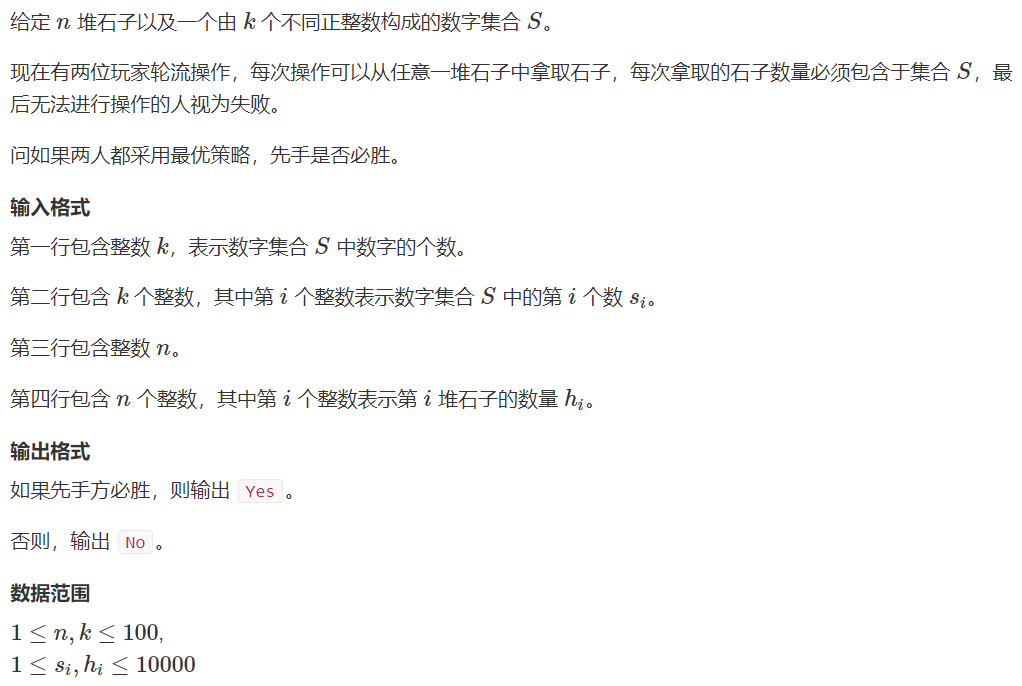 给定 n 堆石子以及一个由 k 个不同正整数构成的数字集合 S。
现在有两位玩家轮流操作，每次操作可以从任意一堆石子中拿取石子，每次拿取的石子数量必须包含于集合 S，最
后无法进行操作的人视为失败。
问如果两人都采用最优策略，先手是否必胜。
输入格式
第一行包含整数 k，表示数字集合 S 中数字的个数。
第二行包含 k 个整数，其中第 i 个整数表示数字集合 S 中的第 i 个数 s_i。
第三行包含整数 n。
第四行包含 n 个整数，其中第 i 个整数表示第 i 堆石子的数量 h_i。
输出格式
如果先手方必胜，则输出 Yes 。
否则，输出 No 。
数据范围
1 ≤ n, k ≤ 100,
1 ≤ s_i, h_i ≤ 10000